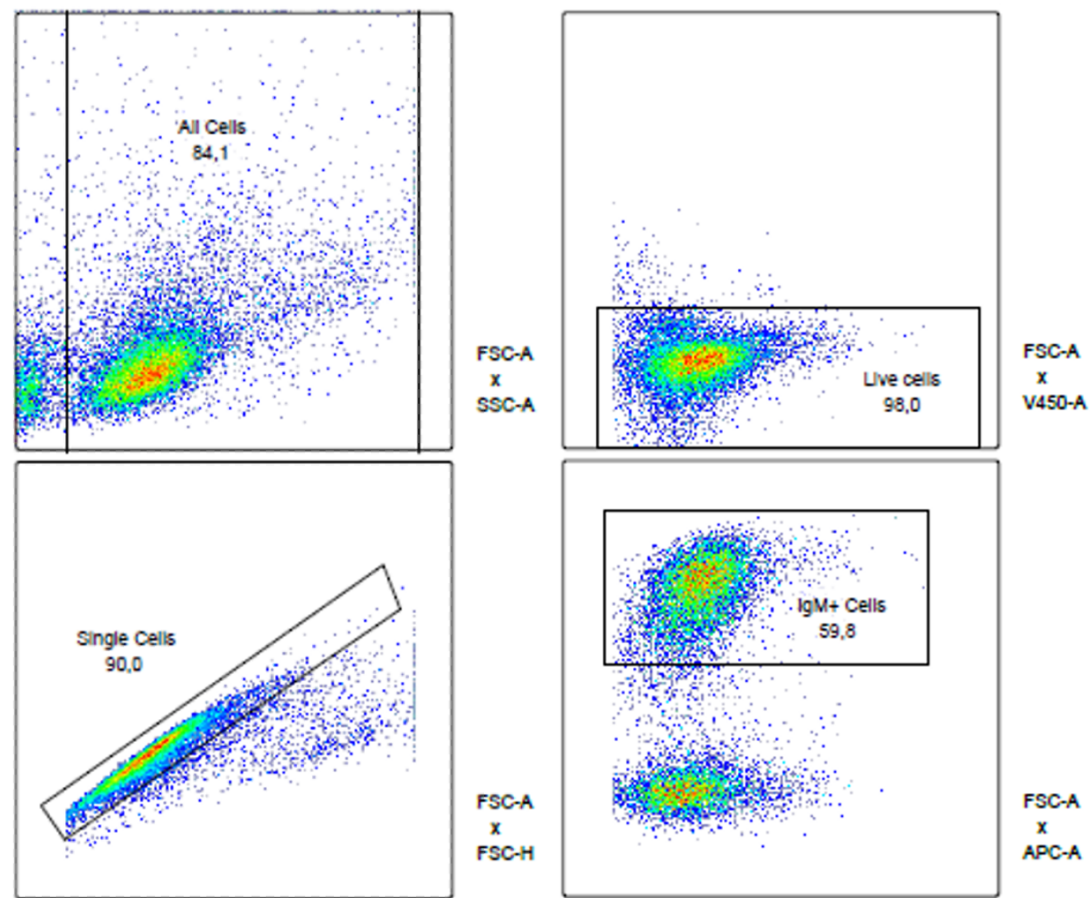 All Cells
84,1
FSC-A
x
SSC-A
Live cells
98,0
FSC-A
x
V450-A
Single Cells
90,0
FSC-A
x
FSC-H
IgM+ Cells
59,8
FSC-A
x
APC-A